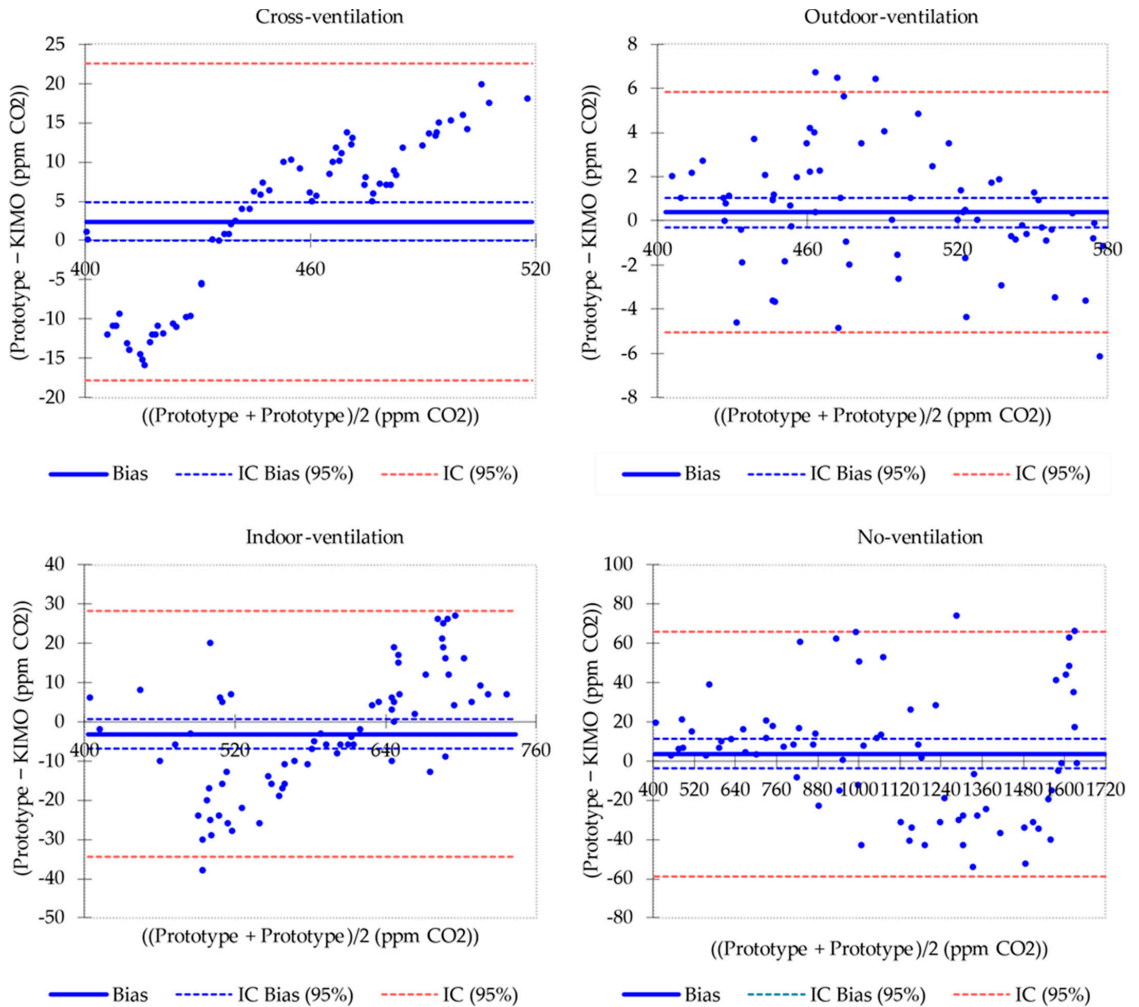 Cross-ventilation
(Prototype − KIMO (ppm CO2))
25
20
15
10
5
0
-5
-10
-15
-20
400
460
520
((Prototype + Prototype)/2 (ppm CO2))
Bias
IC Bias (95%)
IC (95%)
Outdoor-ventilation
(Prototype − KIMO (ppm CO2))
8
6
4
2
0
-2
-4
-6
-8
400
460
520
580
((Prototype + Prototype)/2 (ppm CO2))
Bias
IC Bias (95%)
IC (95%)
Indoor-ventilation
(Prototype − KIMO (ppm CO2))
40
30
20
10
0
-10
-20
-30
-40
-50
400
520
640
760
((Prototype + Prototype)/2 (ppm CO2))
Bias
IC Bias (95%)
IC (95%)
No-ventilation
(Prototype − KIMO (ppm CO2))
100
80
60
40
20
0
-20
-40
-60
-80
400 520 640 760 880 1000 1120 1240 1360 1480 1600 1720
((Prototype + Prototype)/2 (ppm CO2))
Bias
IC Bias (95%)
IC (95%)